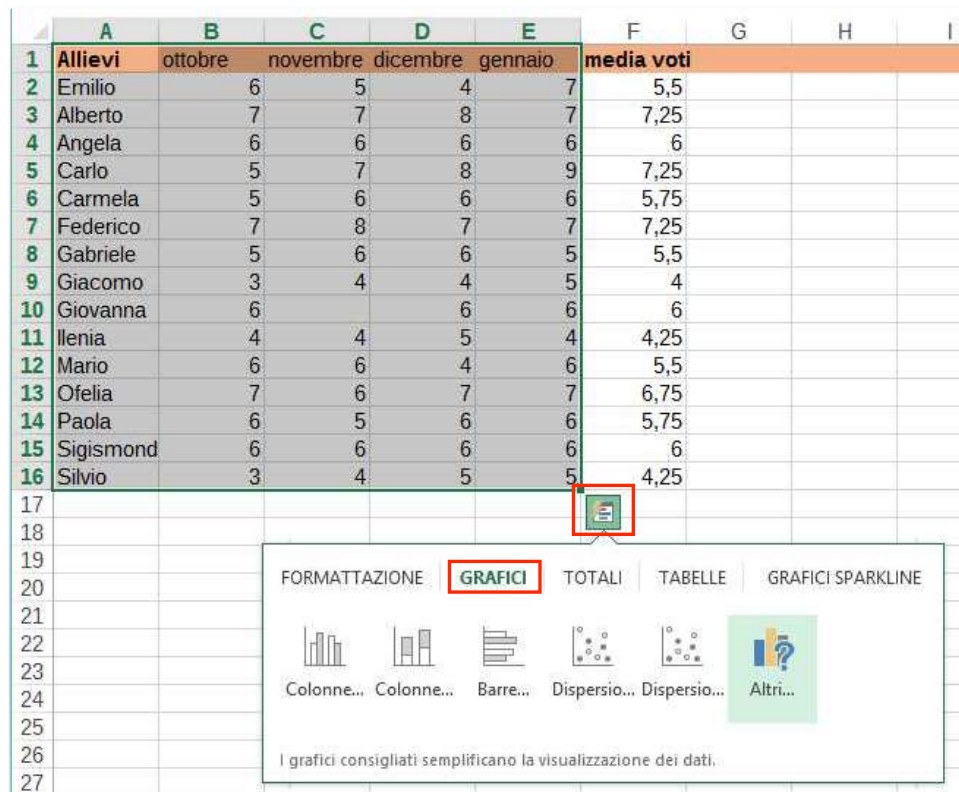 A B C D E F G H I
1 Allievi ottobre novembre dicembre gennaio media voti
2 Emilio 6 5 4 7 5,5
3 Alberto 7 7 8 7 7,25
4 Angela 6 6 6 6 6
5 Carlo 5 7 8 9 7,25
6 Carmela 5 6 6 6 5,75
7 Federico 7 8 7 7 7,25
8 Gabriele 5 6 6 5 5,5
9 Giacomo 3 4 4 5 4
10 Giovanna 6 6 6 6
11 Ilenia 4 4 5 4 4,25
12 Mario 6 6 4 6 5,5
13 Ofelia 7 6 7 7 6,75
14 Paola 6 5 6 6 5,75
15 Sigismond 6 6 6 6 6
16 Silvio 3 4 5 5 4,25
17
18
19
20 FORMATTAZIONE GRAFICI TOTALI TABELLE GRAFICI SPARKLINE
21
22
23
24 Colonne... Colonne... Barre... Dispersio... Dispersio... Altri...
25
26 I grafici consigliati semplificano la visualizzazione dei dati.
27